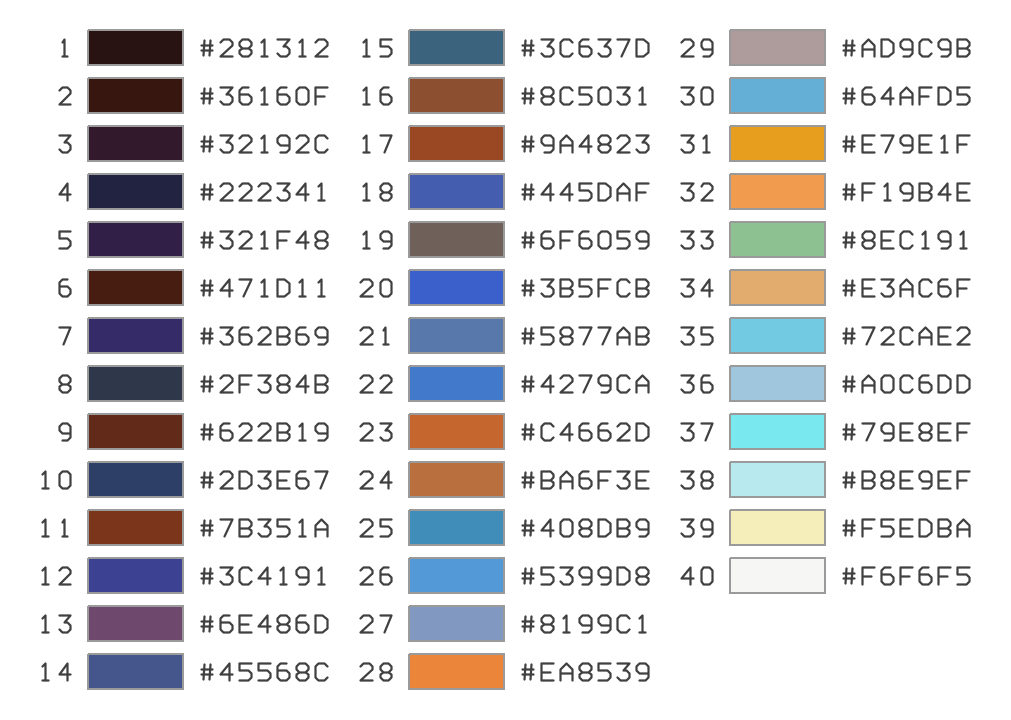 1 #281312
2 #36160F
3 #32192C
4 #222341
5 #321F48
6 #471D11
7 #362B69
8 #2F384B
9 #622B19
10 #2D3E67
11 #7B351A
12 #3C4191
13 #6E486D
14 #45568C
15 #3C637D
16 #8C5031
17 #9A4823
18 #445DAF
19 #6F6059
20 #3B5FCB
21 #5877AB
22 #4279CA
23 #C4662D
24 #BA6F3E
25 #408DB9
26 #5399D8
27 #8199C1
28 #EA8539
29 #AD9C9B
30 #64AFD5
31 #E79E1F
32 #F19B4E
33 #8EC191
34 #E3AC6F
35 #72CAE2
36 #A0C6DD
37 #79E8EF
38 #B8E9EF
39 #F5EDBA
40 #F6F6F5